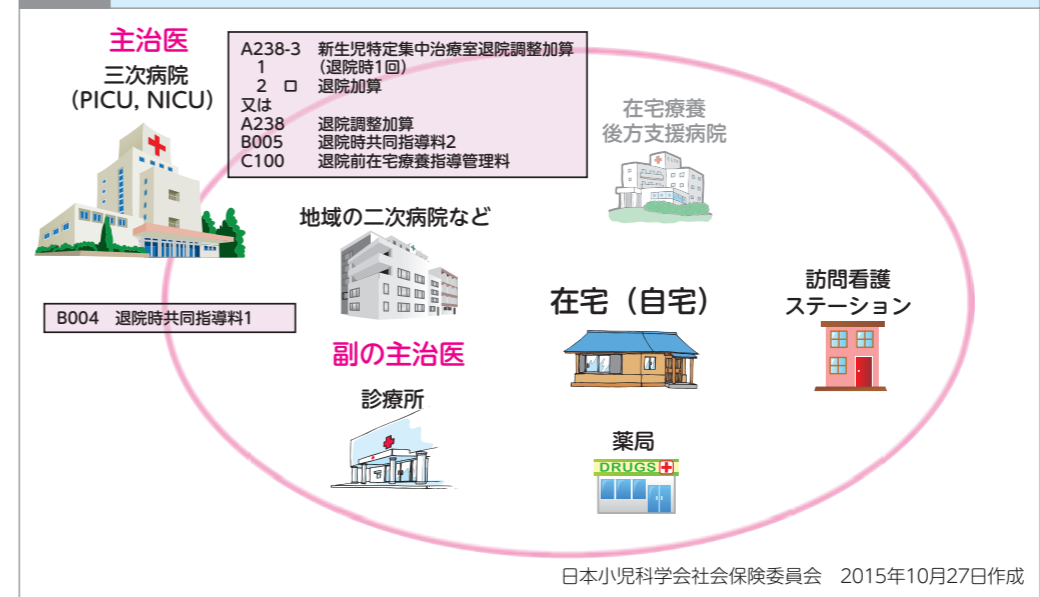 主治医
三次病院
(PICU, NICU)
A238-3 新生児特定集中治療室退院調整加算
1 (退院時1回)
2 ロ 退院加算
又は
A238 退院調整加算
B005 退院時共同指導料2
C100 退院前在宅療養指導管理料
在宅療養
後方支援病院
地域の二次病院など
B004 退院時共同指導料1
副の主治医
診療所
在宅（自宅）
訪問看護
ステーション
薬局
DRUGS
日本小児科学会社会保険委員会 2015年10月27日作成